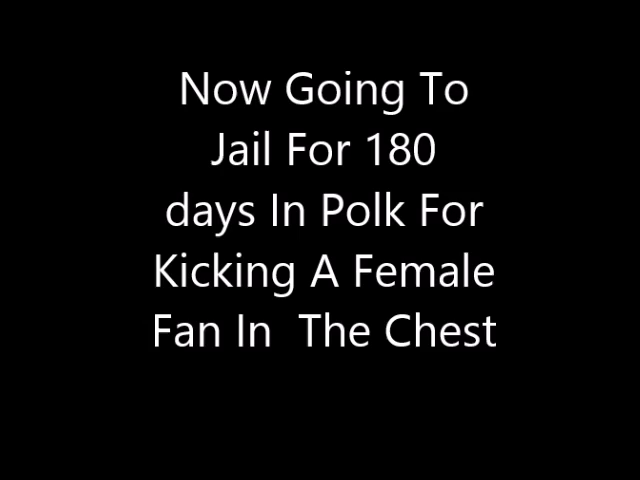 Now Going To
Jail For 180
days In Polk For
Kicking A Female
Fan In  The Chest